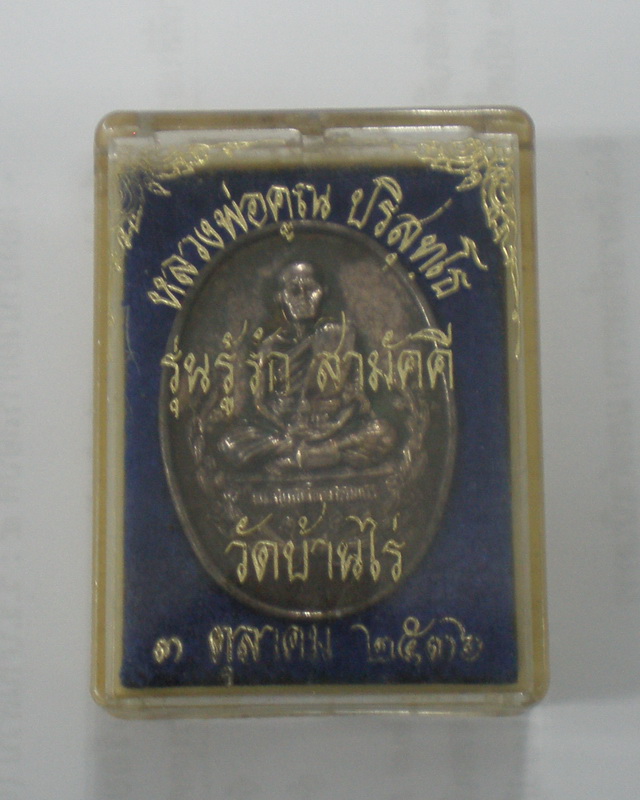 หลวงพ่อคูณ ปริสุทฺโธ
รุ่นรู้รัก สามัคคี
วัดบ้านไร่
๓ ตุลาคม ๒๕๓๖